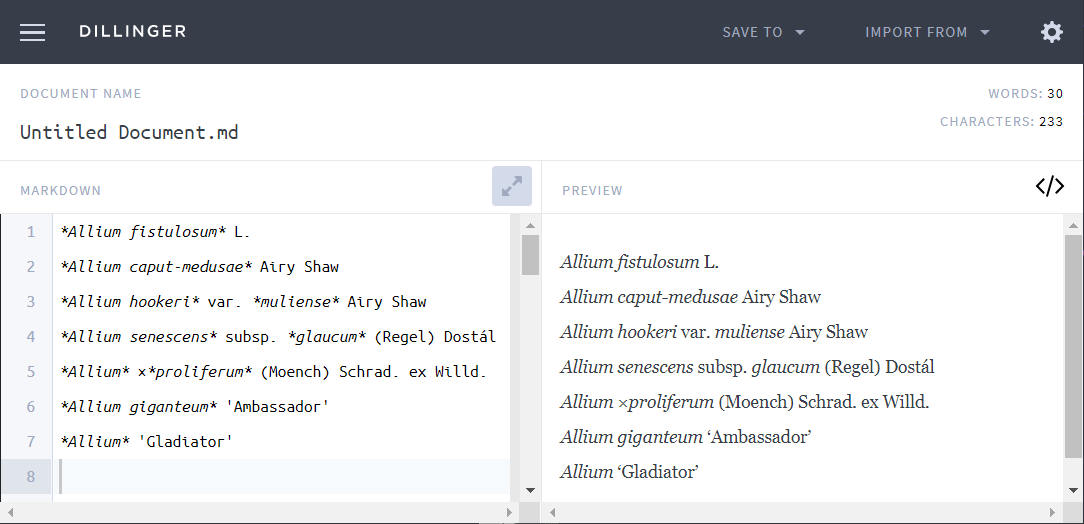 DILLINGER
SAVE TO
IMPORT FROM
DOCUMENT NAME
WORDS: 30
Untitled Document.md
CHARACTERS: 233
MARKDOWN
1 *Allium fistulosum* L.
2 *Allium caput-medusae* Airy Shaw
3 *Allium hookeri* var. *muliense* Airy Shaw
4 *Allium senescens* subsp. *glaucum* (Regel) Dostál
5 *Allium* ×*proliferum* (Moench) Schrad. ex Willd.
6 *Allium giganteum* 'Ambassador'
7 *Allium* 'Gladiator'
8
PREVIEW
</>
Allium fistulosum L.
Allium caput-medusae Airy Shaw
Allium hookeri var. muliense Airy Shaw
Allium senescens subsp. glaucum (Regel) Dostál
Allium ×proliferum (Moench) Schrad. ex Willd.
Allium giganteum ‘Ambassador’
Allium ‘Gladiator’